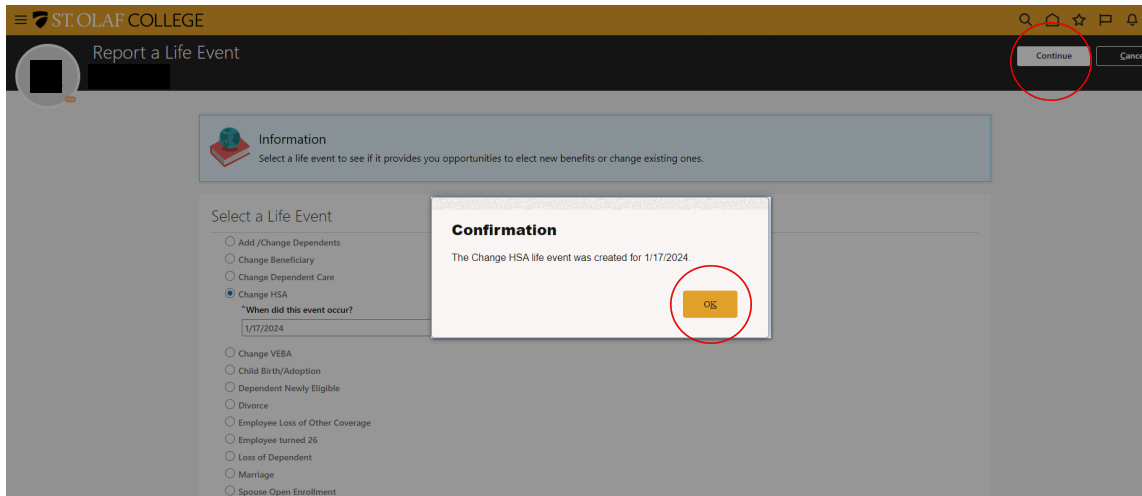 ST. OLAF COLLEGE
Report a Life Event
Continue
Cance
Information
Select a life event to see if it provides you opportunities to elect new benefits or change existing ones.
Select a Life Event
Add /Change Dependents
Change Beneficiary
Change Dependent Care
Change HSA
*When did this event occur?
1/17/2024
Change VEBA
Child Birth/Adoption
Dependent Newly Eligible
Divorce
Employee Loss of Other Coverage
Employee turned 26
Loss of Dependent
Marriage
Spouse Open Enrollment
Confirmation
The Change HSA life event was created for 1/17/2024.
OK